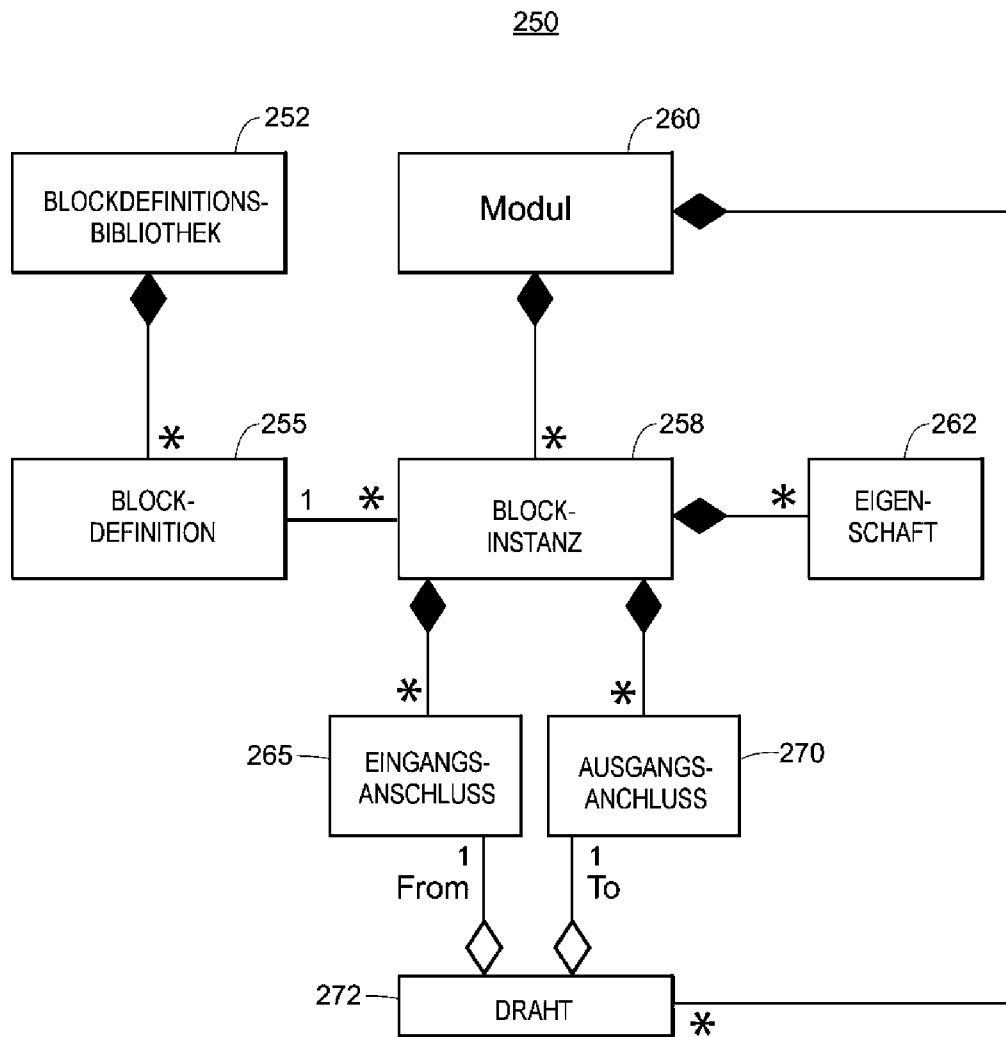 250
252
BLOCKDEFINITIONS-
BIBLIOTHEK
260
Modul
*
*
255
BLOCK-
DEFINITION
1
*
258
BLOCK-
INSTANZ
*
262
EIGEN-
SCHAFT
*
*
265
EINGANGS-
ANSCHLUSS
270
AUSGANGS-
ANCHLUSS
1
From
1
To
272
DRAHT
*